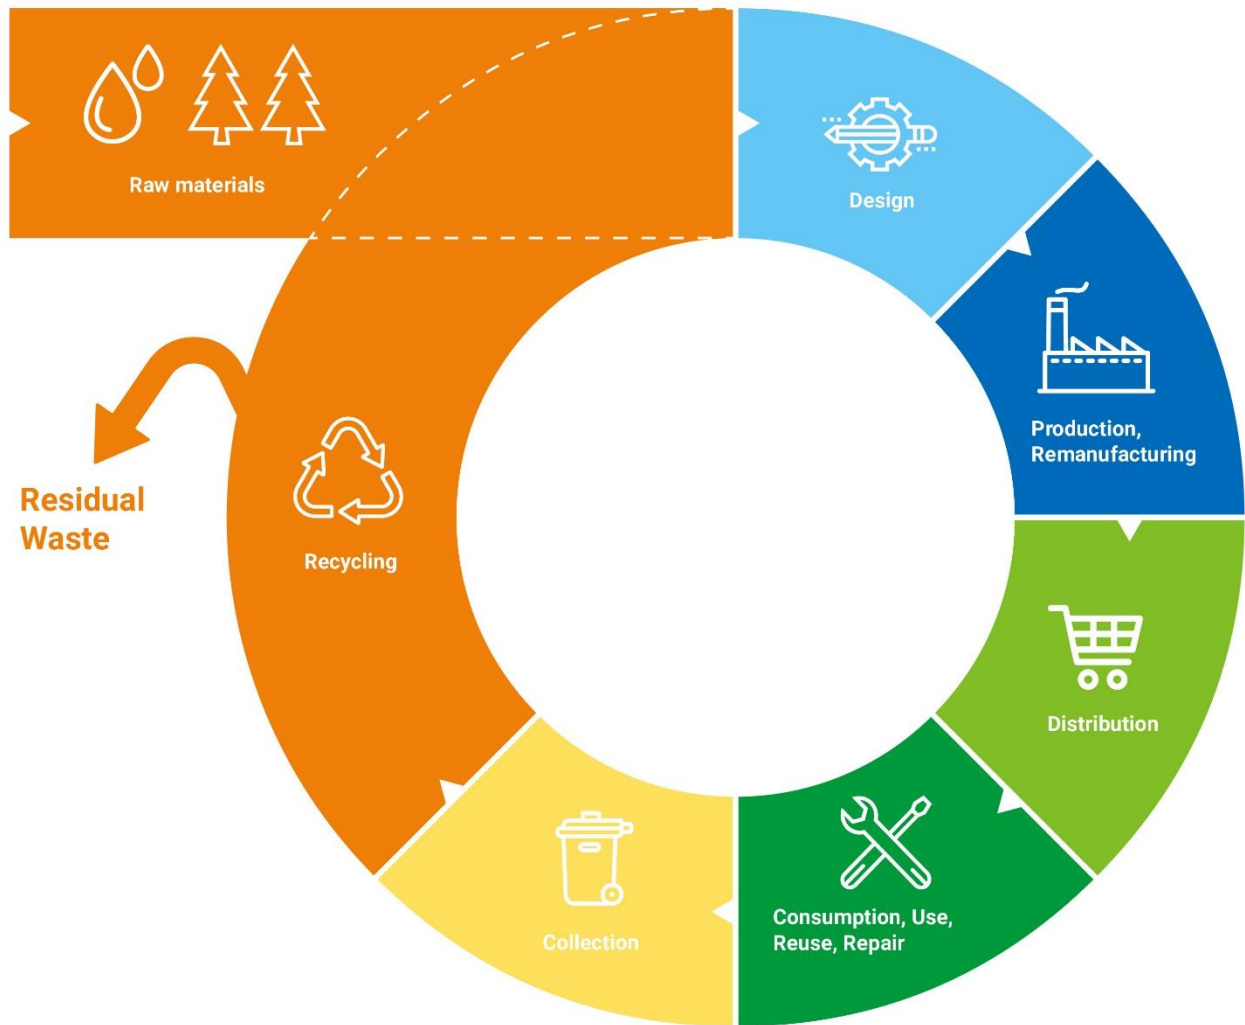 Raw materials
Design
Production,
Remanufacturing
Residual
Waste
Recycling
Distribution
Consumption, Use,
Reuse, Repair
Collection